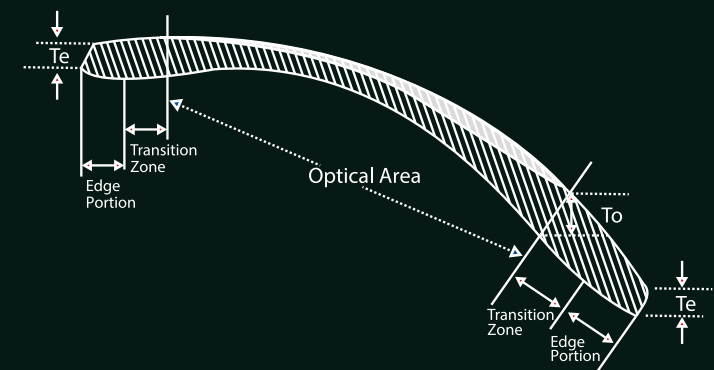 Te
Transition
Zone
Edge
Portion
Optical Area
To
Te
Transition
Zone
Edge
Portion